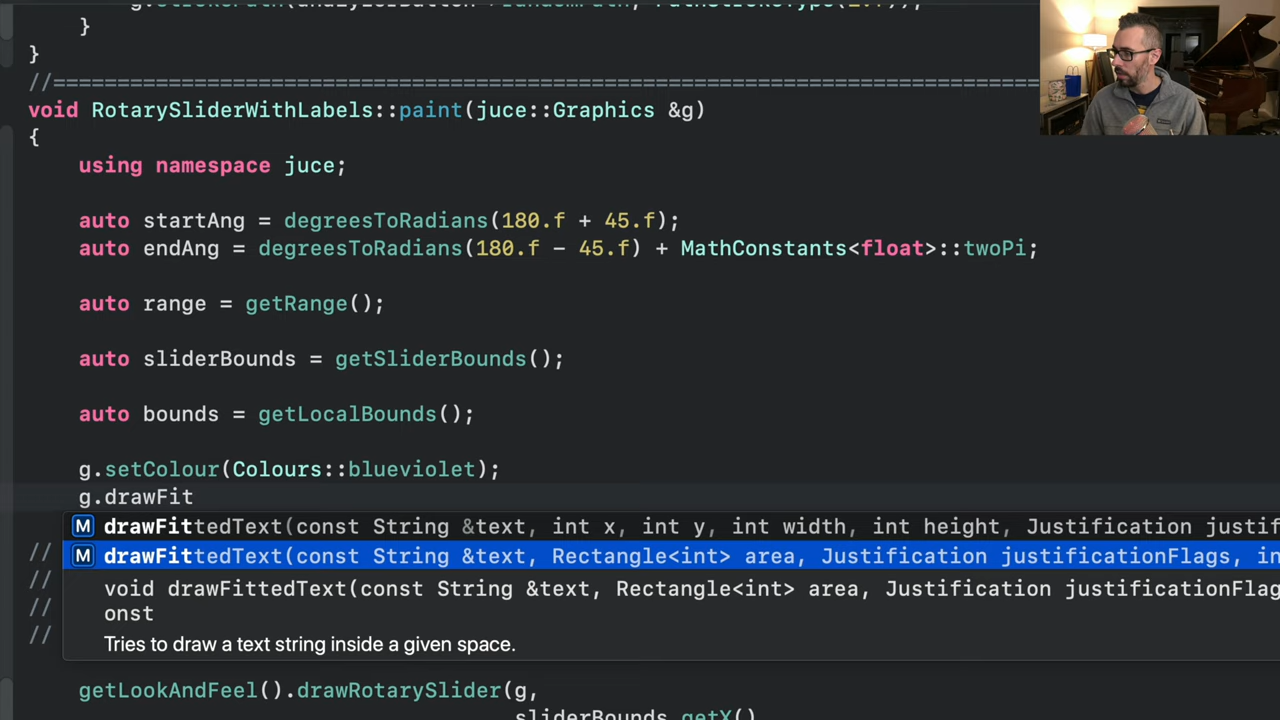 }
}
//==============================================================================
void RotarySliderWithLabels::paint(juce::Graphics &g)
{
using namespace juce;
auto startAng = degreesToRadians(180.f + 45.f);
auto endAng = degreesToRadians(180.f - 45.f) + MathConstants<float>::twoPi;
auto range = getRange();
auto sliderBounds = getSliderBounds();
auto bounds = getLocalBounds();
g.setColour(Colours::blueviolet);
g.drawFit
M drawFittedText(const String &text, int x, int y, int width, int height, Justification justifi
// M drawFittedText(const String &text, Rectangle<int> area, Justification justificationFlags, in
// void drawFittedText(const String &text, Rectangle<int> area, Justification justificationFlag
// onst
// Tries to draw a text string inside a given space.
getLookAndFeel().drawRotarySlider(g,
sliderBounds.getX()